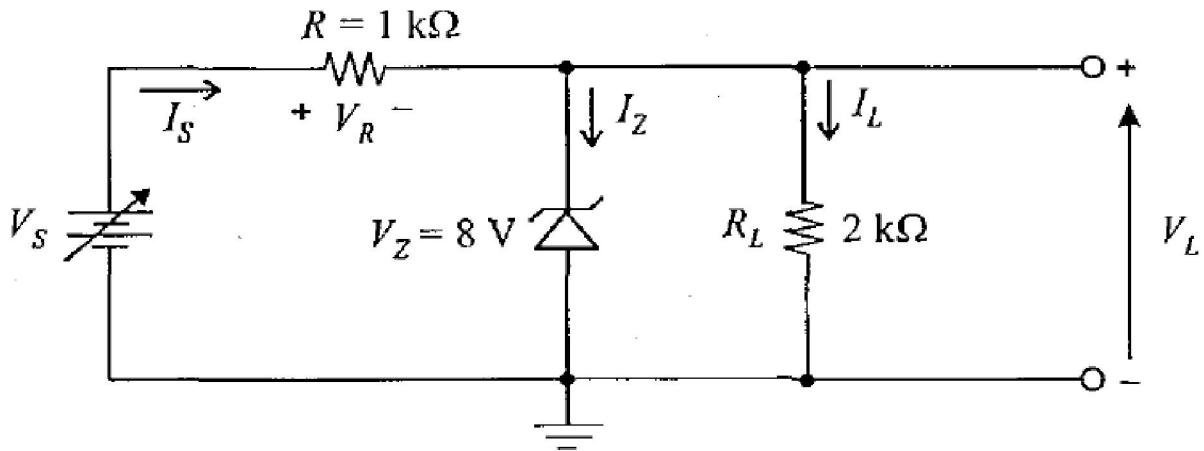 R = 1 kΩ
I_S
+ V_R −
I_Z
I_L
+
V_S
V_Z = 8 V
R_L
2 kΩ
V_L
−